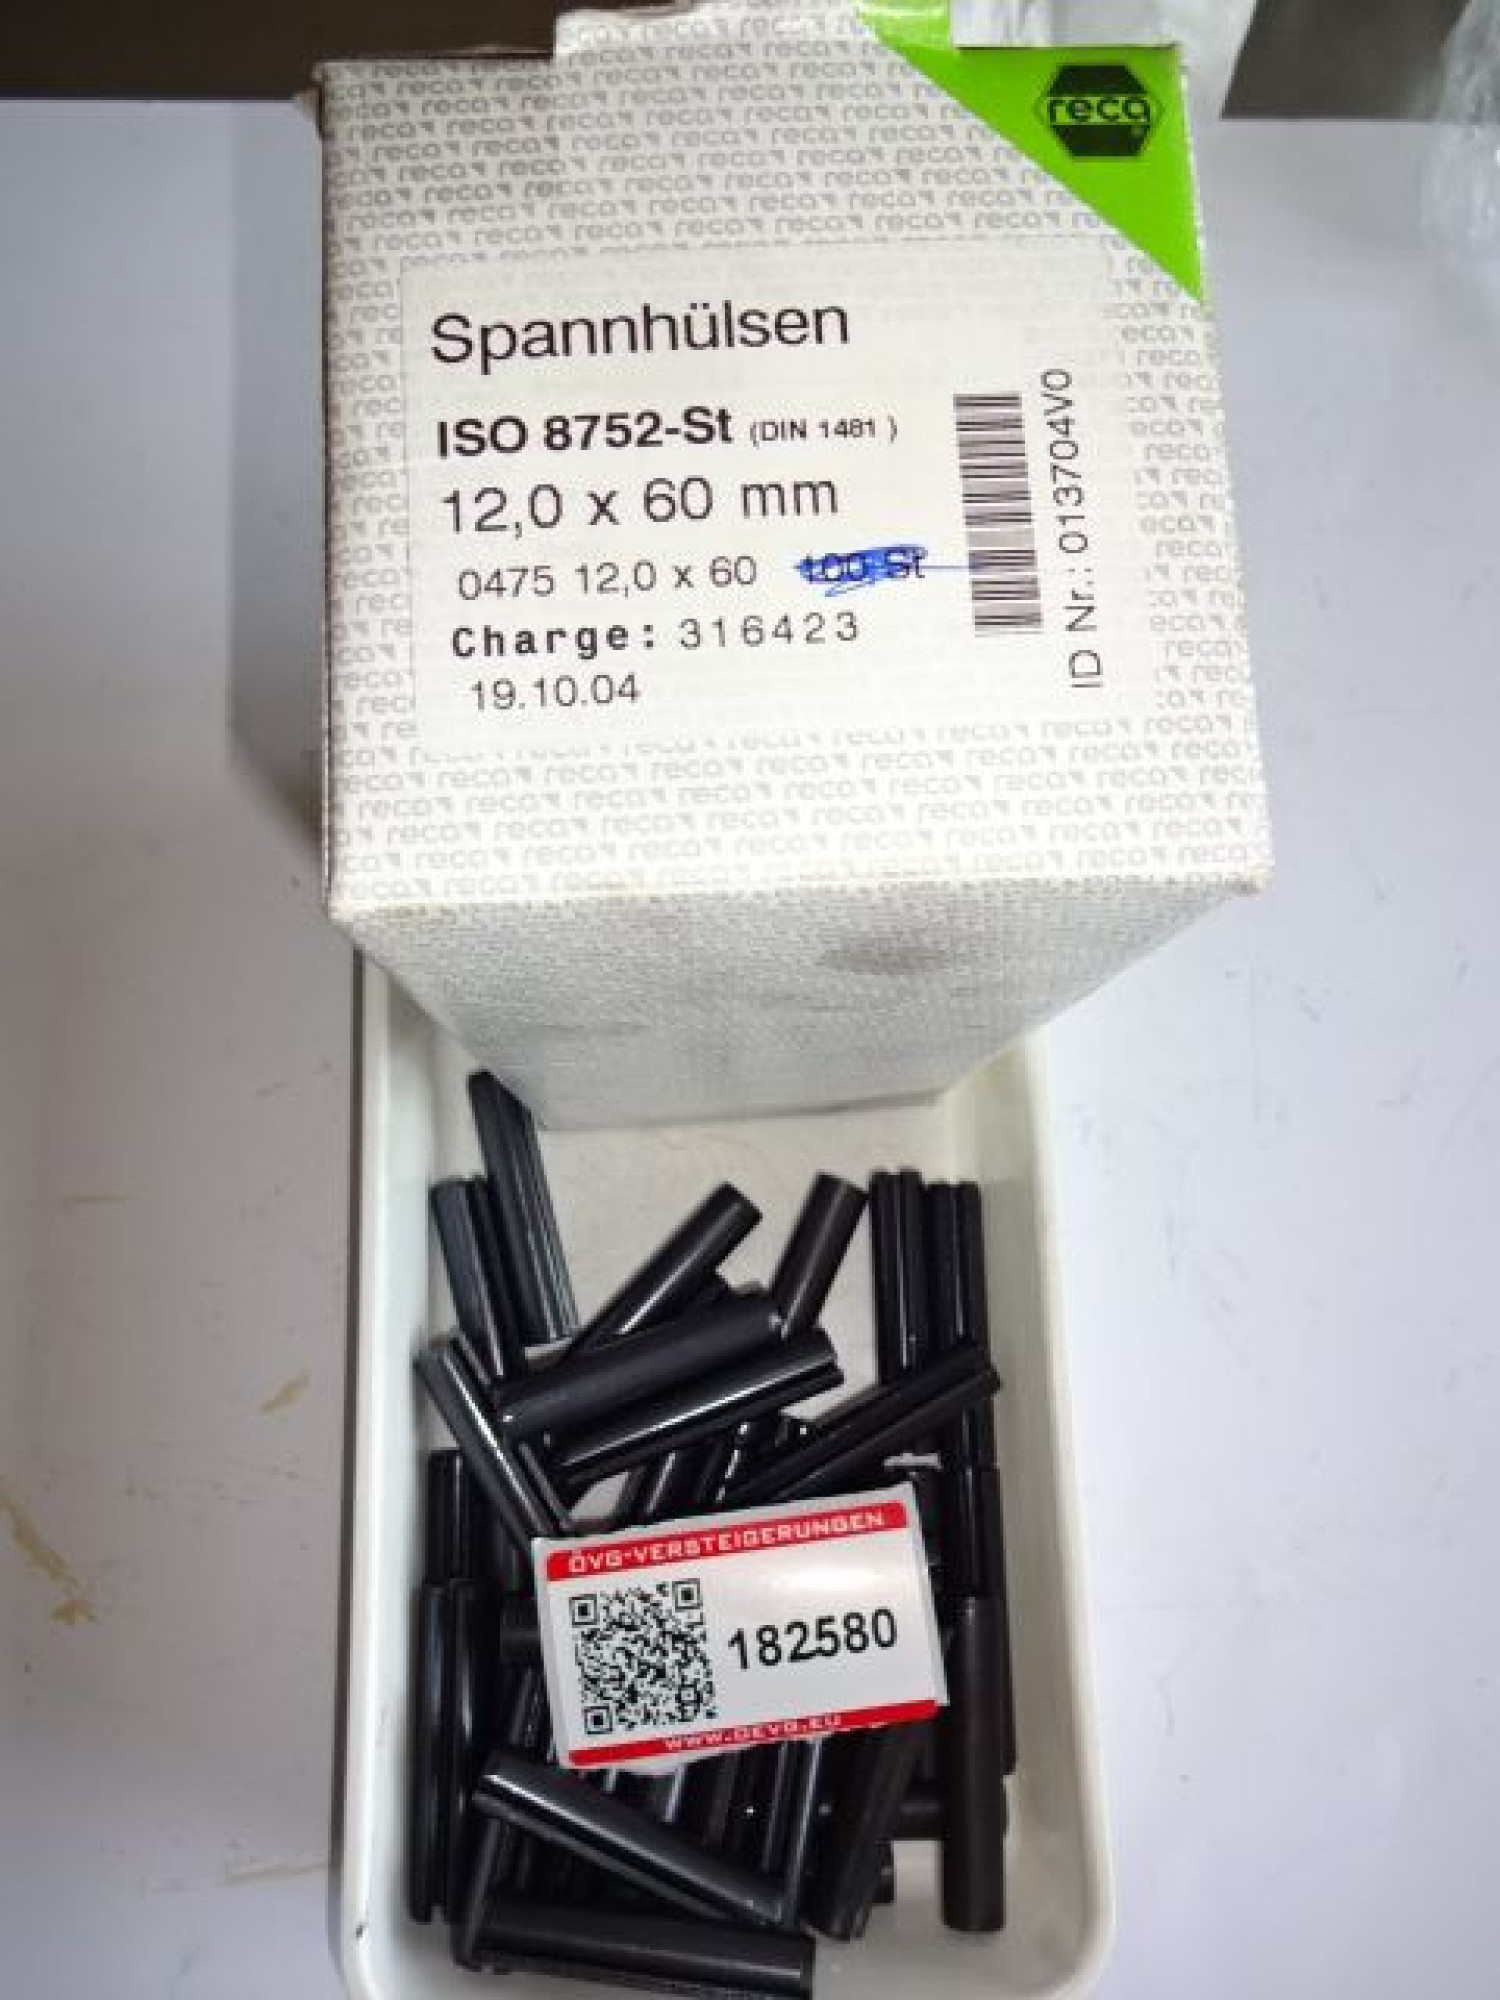 reca
Spannhülsen
ISO 8752-St (DIN 1481 )
12,0 x 60 mm
0475 12,0 x 60 100 St
Charge: 316423
19.10.04
ID Nr.: 013704V0
ÖVG-VERSTEIGERUNGEN
182580
WWW.OEVG.EU